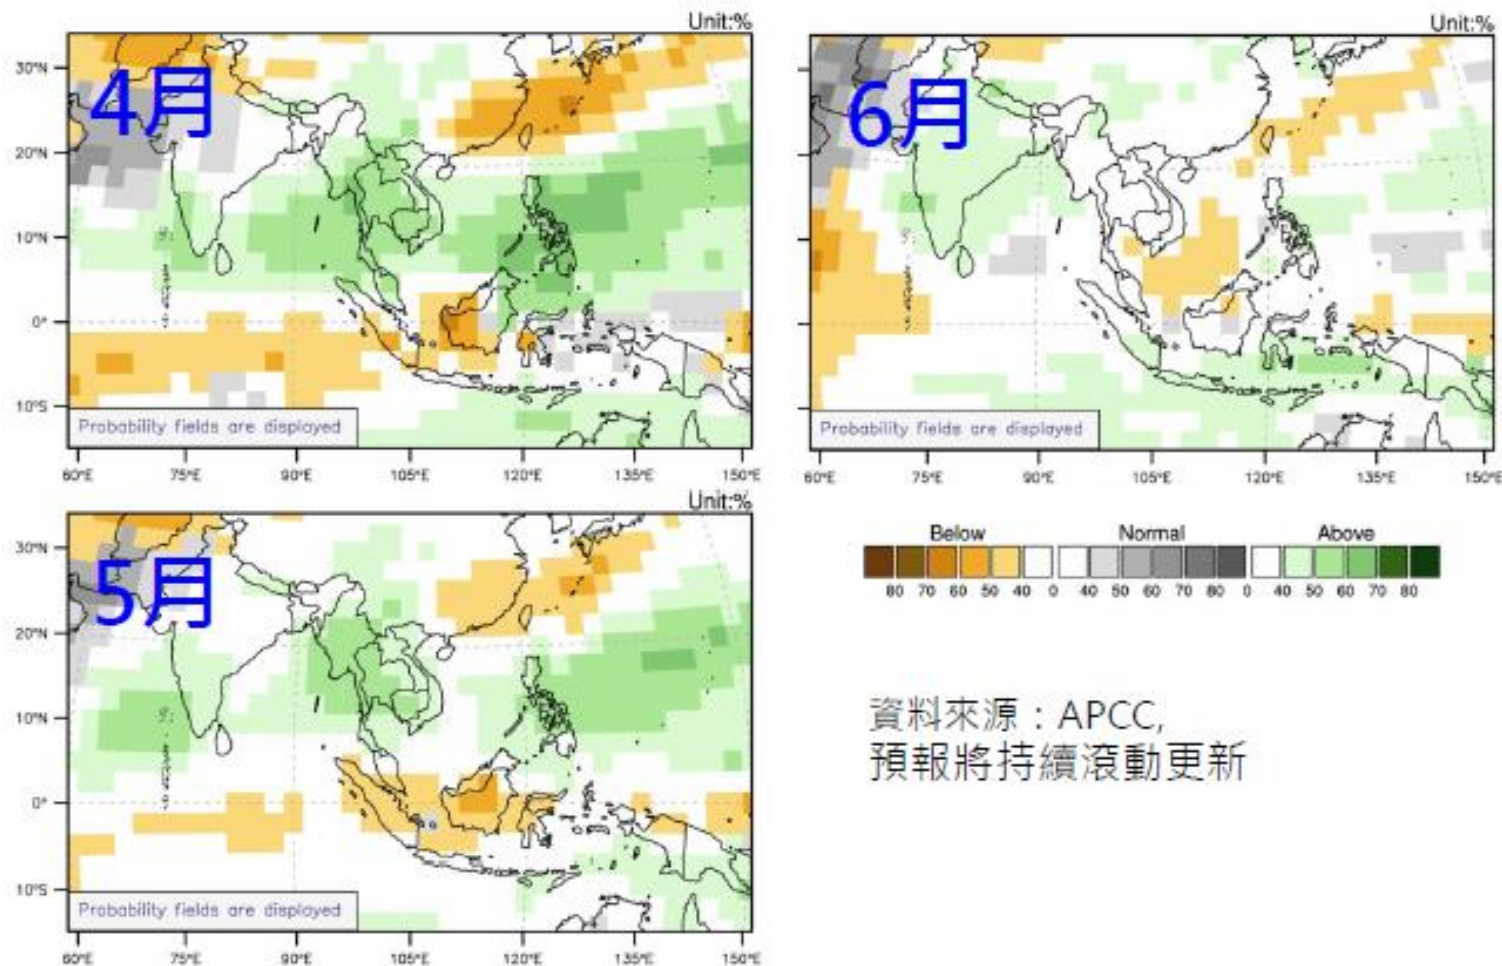 Unit:%
4月
30°N
20°N
10°N
0°
10°S
Probability fields are displayed
60°E 75°E 90°E 105°E 120°E 135°E 150°E
Unit:%
6月
Probability fields are displayed
60°E 75°E 90°E 105°E 120°E 135°E 150°E
Unit:%
5月
30°N
20°N
10°N
0°
10°S
Probability fields are displayed
60°E 75°E 90°E 105°E 120°E 135°E 150°E
Below Normal Above
80 70 60 50 40 0 40 50 60 70 80 0 40 50 60 70 80
資料來源：APCC,
預報將持續滾動更新